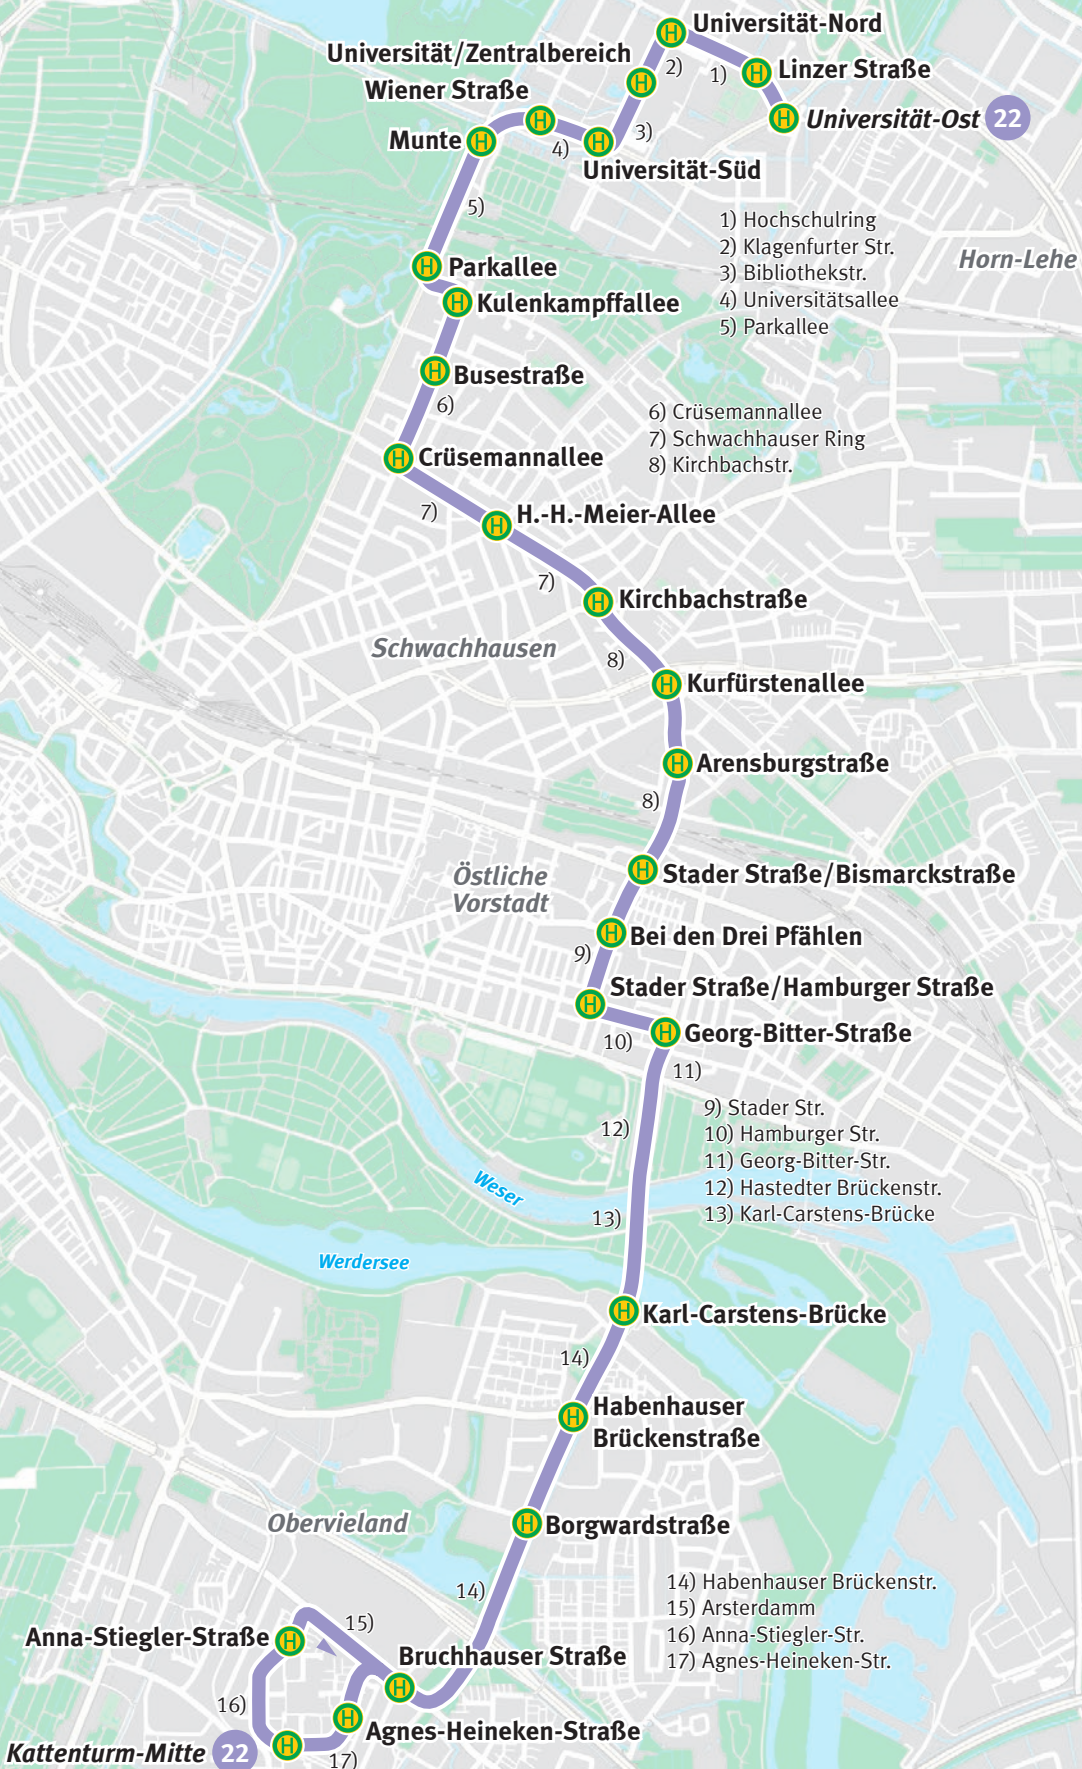 Universität-Nord
Universität/Zentralbereich
2)
1)
Linzer Straße
Wiener Straße
Universität-Ost 22
Munte
4)
3)
Universität-Süd
5)
1) Hochschulring
2) Klagenfurter Str.
3) Bibliothekstr.
4) Universitätsallee
5) Parkallee
Horn-Lehe
Parkallee
Kulenkampffallee
Busestraße
6)
6) Crüsemannallee
7) Schwachhauser Ring
8) Kirchbachstr.
Crüsemannallee
7)
H.-H.-Meier-Allee
7)
Kirchbachstraße
Schwachhausen
8)
Kurfürstenallee
Arensburgstraße
8)
Östliche
Vorstadt
Stader Straße/Bismarckstraße
Bei den Drei Pfählen
9)
Stader Straße/Hamburger Straße
10)
Georg-Bitter-Straße
11)
12)
9) Stader Str.
10) Hamburger Str.
11) Georg-Bitter-Str.
12) Hastedter Brückenstr.
13) Karl-Carstens-Brücke
Weser
13)
Werdersee
Karl-Carstens-Brücke
14)
Habenhauser
Brückenstraße
Obervieland
Borgwardstraße
14)
14) Habenhauser Brückenstr.
15) Arsterdamm
16) Anna-Stiegler-Str.
17) Agnes-Heineken-Str.
15)
Anna-Stiegler-Straße
Bruchhauser Straße
16)
Agnes-Heineken-Straße
Kattenturm-Mitte 22
17)